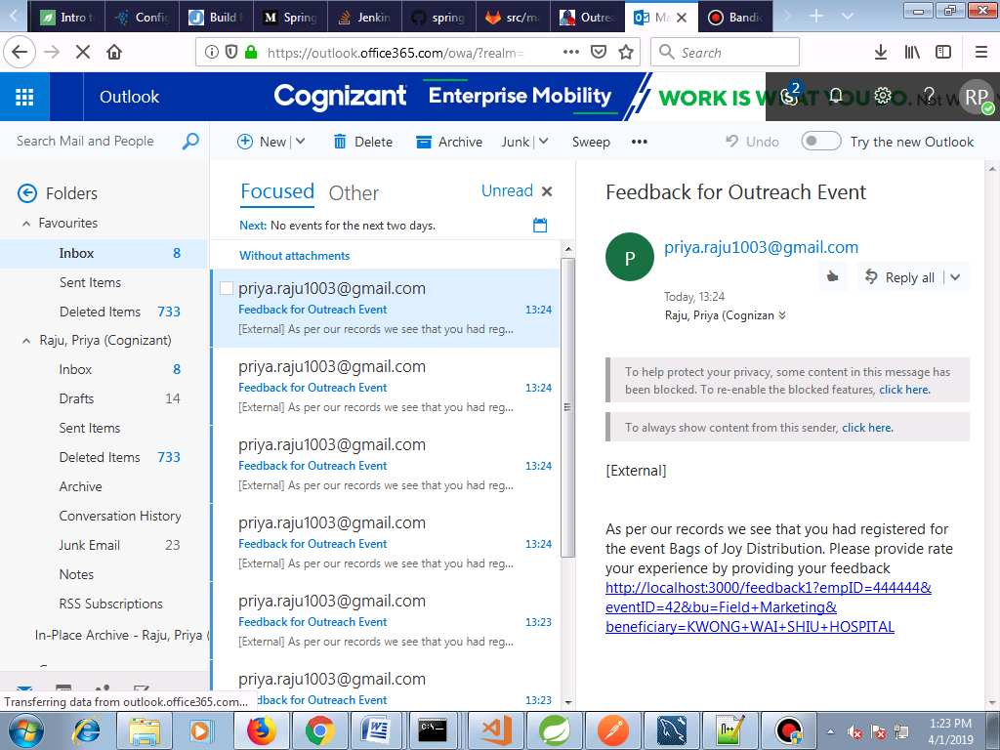 Intro t
Config
Build
Spring
Jenkin
spring
src/m
Outrea
Ma
Bandic
https://outlook.office365.com/owa/?realm=
Search
Outlook
Cognizant
Enterprise Mobility
WORK IS W
2
RP
Search Mail and People
New
Delete
Archive
Junk
Sweep
Undo
Try the new Outlook
Folders
Favourites
Inbox 8
Sent Items
Deleted Items 733
Raju, Priya (Cognizant)
Inbox 8
Drafts 14
Sent Items
Deleted Items 733
Archive
Conversation History
Junk Email 23
Notes
RSS Subscriptions
In-Place Archive - Raju, Priya (
Focused Other Unread
Next: No events for the next two days.
Without attachments
priya.raju1003@gmail.com
Feedback for Outreach Event 13:24
[External] As per our records we see that you had reg...
priya.raju1003@gmail.com
Feedback for Outreach Event 13:24
[External] As per our records we see that you had reg...
priya.raju1003@gmail.com
Feedback for Outreach Event 13:24
[External] As per our records we see that you had reg...
priya.raju1003@gmail.com
Feedback for Outreach Event 13:24
[External] As per our records we see that you had reg...
priya.raju1003@gmail.com
Feedback for Outreach Event 13:23
[External] As per our records we see that you had reg...
priya.raju1003@gmail.com
dback for Outreach Event 13:23
Feedback for Outreach Event
P
priya.raju1003@gmail.com
Reply all
Today, 13:24
Raju, Priya (Cognizan
To help protect your privacy, some content in this message has
been blocked. To re-enable the blocked features, click here.
To always show content from this sender, click here.
[External]
As per our records we see that you had registered for
the event Bags of Joy Distribution. Please provide rate
your experience by providing your feedback
http://localhost:3000/feedback1?empID=444444&
eventID=42&bu=Field+Marketing&
beneficiary=KWONG+WAI+SHIU+HOSPITAL
Transferring data from outlook.office365.com...
1:23 PM
4/1/2019